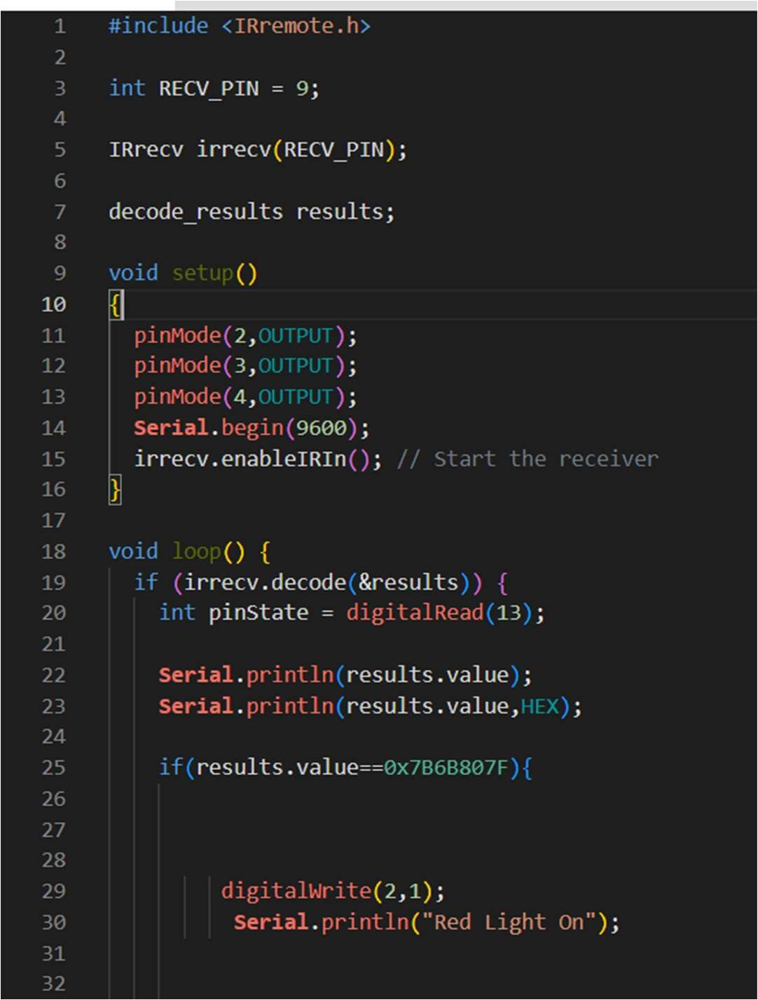 1 #include <IRremote.h>
2
3 int RECV_PIN = 9;
4
5 IRrecv irrecv(RECV_PIN);
6
7 decode_results results;
8
9 void setup()
10 {
11 pinMode(2,OUTPUT);
12 pinMode(3,OUTPUT);
13 pinMode(4,OUTPUT);
14 Serial.begin(9600);
15 irrecv.enableIRIn(); // Start the receiver
16 }
17
18 void loop() {
19 if (irrecv.decode(&results)) {
20 int pinState = digitalRead(13);
21
22 Serial.println(results.value);
23 Serial.println(results.value,HEX);
24
25 if(results.value==0x7B6B807F){
26
27
28
29 digitalWrite(2,1);
30 Serial.println("Red Light On");
31
32